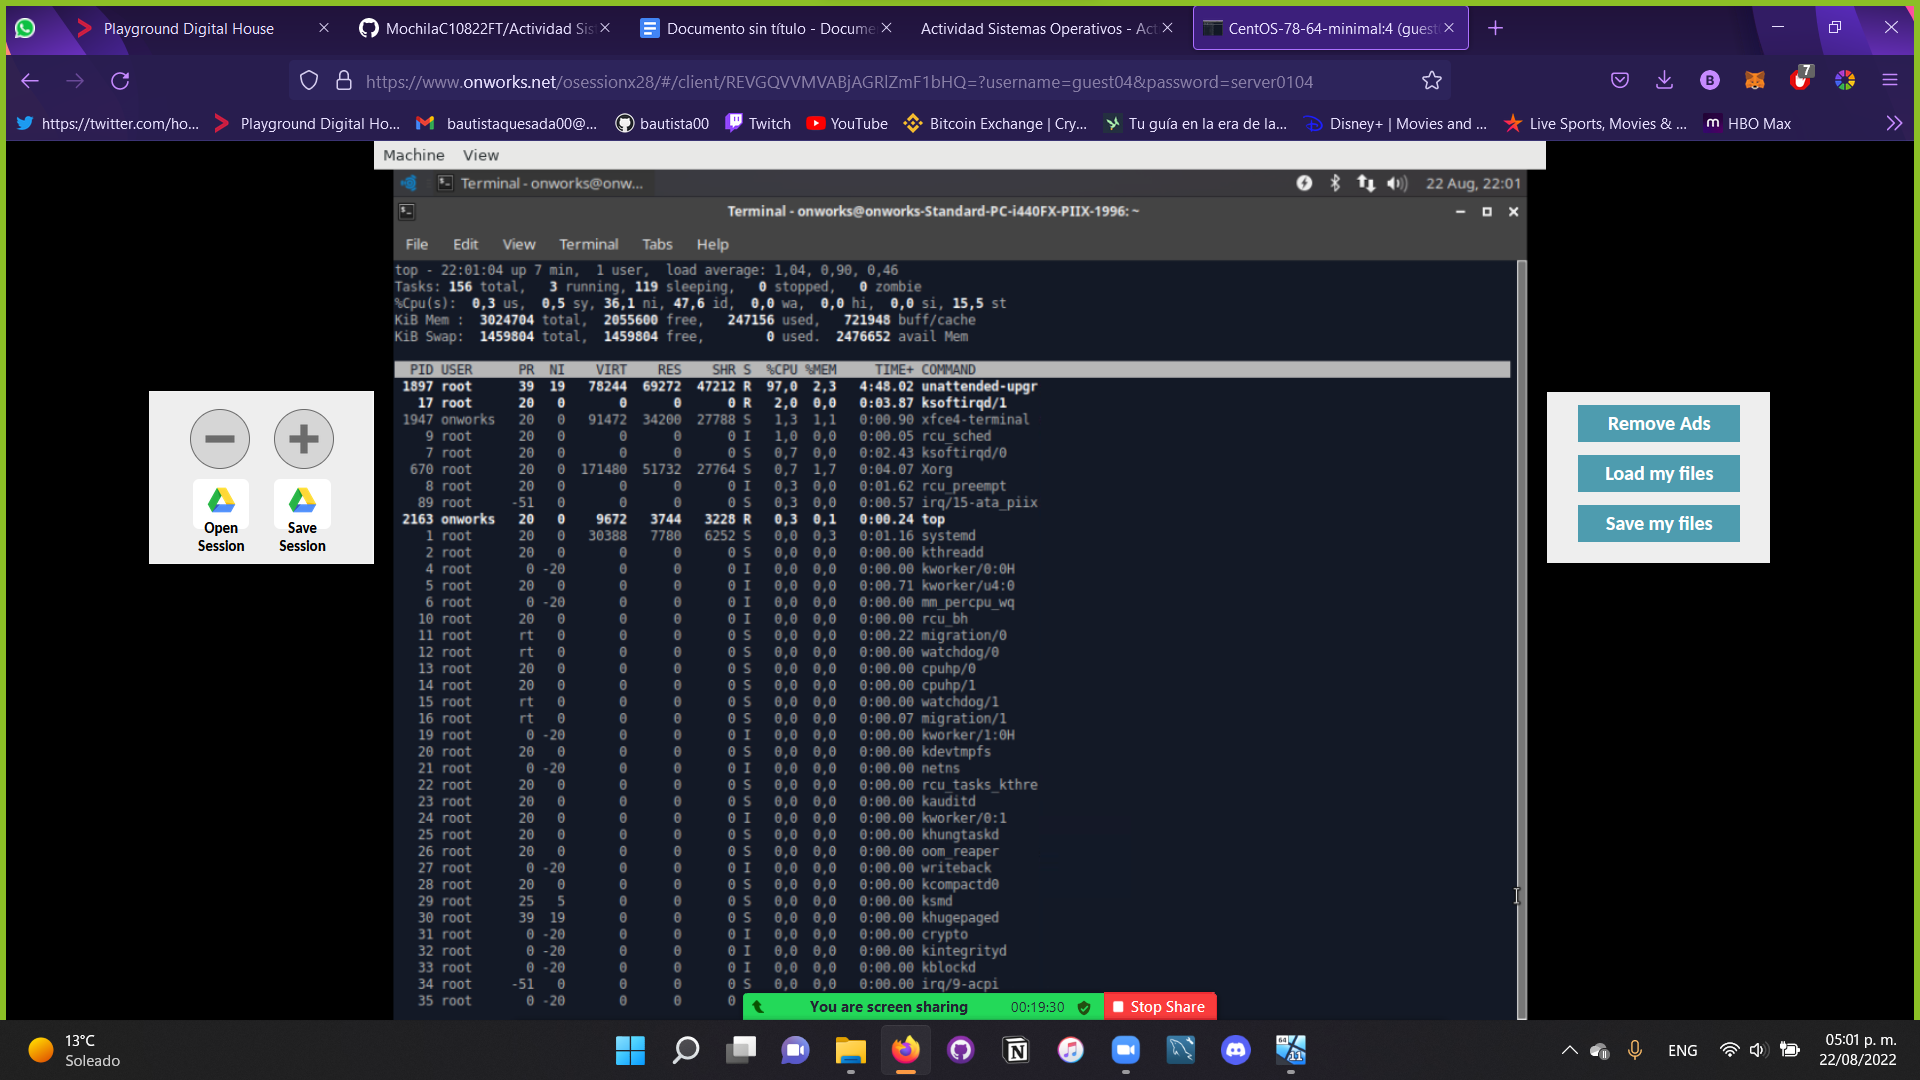 Playground Digital House
MochilaC10822FT/Actividad Sis
Documento sin título - Docume
Actividad Sistemas Operativos - Act
CentOS-78-64-minimal:4 (guest
https://www.onworks.net/osessionx28/#/client/REVGQVVMVABjAGRlZmF1bHQ=?username=guest04&password=server0104
7
https://twitter.com/ho...
Playground Digital Ho...
bautistaquesada00@...
bautista00
Twitch
YouTube
Bitcoin Exchange | Cry...
Tu guía en la era de la...
Disney+ | Movies and ...
Live Sports, Movies & ...
HBO Max
Machine View
Terminal - onworks@onw...
22 Aug, 22:01
Terminal - onworks@onworks-Standard-PC-i440FX-PIIX-1996: ~
File Edit View Terminal Tabs Help
top - 22:01:04 up 7 min, 1 user, load average: 1,04, 0,90, 0,46
Tasks: 156 total, 3 running, 119 sleeping, 0 stopped, 0 zombie
%Cpu(s): 0,3 us, 0,5 sy, 36,1 ni, 47,6 id, 0,0 wa, 0,0 hi, 0,0 si, 15,5 st
KiB Mem : 3024704 total, 2055600 free, 247156 used, 721948 buff/cache
KiB Swap: 1459804 total, 1459804 free, 0 used. 2476652 avail Mem
PID USER PR NI VIRT RES SHR S %CPU %MEM TIME+ COMMAND
1897 root 39 19 78244 69272 47212 R 97,0 2,3 4:48.02 unattended-upgr
17 root 20 0 0 0 0 R 2,0 0,0 0:03.87 ksoftirqd/1
1947 onworks 20 0 91472 34200 27788 S 1,3 1,1 0:00.90 xfce4-terminal
9 root 20 0 0 0 0 I 1,0 0,0 0:00.05 rcu_sched
7 root 20 0 0 0 0 S 0,7 0,0 0:02.43 ksoftirqd/0
670 root 20 0 171480 51732 27764 S 0,7 1,7 0:04.07 Xorg
8 root 20 0 0 0 0 I 0,3 0,0 0:01.62 rcu_preempt
89 root -51 0 0 0 0 S 0,3 0,0 0:00.57 irq/15-ata_piix
2163 onworks 20 0 9672 3744 3228 R 0,3 0,1 0:00.24 top
1 root 20 0 30388 7780 6252 S 0,0 0,3 0:01.16 systemd
2 root 20 0 0 0 0 S 0,0 0,0 0:00.00 kthreadd
4 root 0 -20 0 0 0 I 0,0 0,0 0:00.00 kworker/0:0H
5 root 20 0 0 0 0 I 0,0 0,0 0:00.71 kworker/u4:0
6 root 0 -20 0 0 0 I 0,0 0,0 0:00.00 mm_percpu_wq
10 root 20 0 0 0 0 I 0,0 0,0 0:00.00 rcu_bh
11 root rt 0 0 0 0 S 0,0 0,0 0:00.22 migration/0
12 root rt 0 0 0 0 S 0,0 0,0 0:00.00 watchdog/0
13 root 20 0 0 0 0 S 0,0 0,0 0:00.00 cpuhp/0
14 root 20 0 0 0 0 S 0,0 0,0 0:00.00 cpuhp/1
15 root rt 0 0 0 0 S 0,0 0,0 0:00.00 watchdog/1
16 root rt 0 0 0 0 S 0,0 0,0 0:00.07 migration/1
19 root 0 -20 0 0 0 I 0,0 0,0 0:00.00 kworker/1:0H
20 root 20 0 0 0 0 S 0,0 0,0 0:00.00 kdevtmpfs
21 root 0 -20 0 0 0 I 0,0 0,0 0:00.00 netns
22 root 20 0 0 0 0 S 0,0 0,0 0:00.00 rcu_tasks_kthre
23 root 20 0 0 0 0 S 0,0 0,0 0:00.00 kauditd
24 root 20 0 0 0 0 I 0,0 0,0 0:00.00 kworker/0:1
25 root 20 0 0 0 0 S 0,0 0,0 0:00.00 khungtaskd
26 root 20 0 0 0 0 S 0,0 0,0 0:00.00 oom_reaper
27 root 0 -20 0 0 0 I 0,0 0,0 0:00.00 writeback
28 root 20 0 0 0 0 S 0,0 0,0 0:00.00 kcompactd0
29 root 25 5 0 0 0 S 0,0 0,0 0:00.00 ksmd
30 root 39 19 0 0 0 S 0,0 0,0 0:00.00 khugepaged
31 root 0 -20 0 0 0 I 0,0 0,0 0:00.00 crypto
32 root 0 -20 0 0 0 I 0,0 0,0 0:00.00 kintegrityd
33 root 0 -20 0 0 0 I 0,0 0,0 0:00.00 kblockd
34 root -51 0 0 0 0 S 0,0 0,0 0:00.00 irq/9-acpi
35 root 0 -20 0 0 0
Open Session
Save Session
Remove Ads
Load my files
Save my files
You are screen sharing 00:19:30 Stop Share
13°C
Soleado
64
11
ENG
05:01 p. m.
22/08/2022